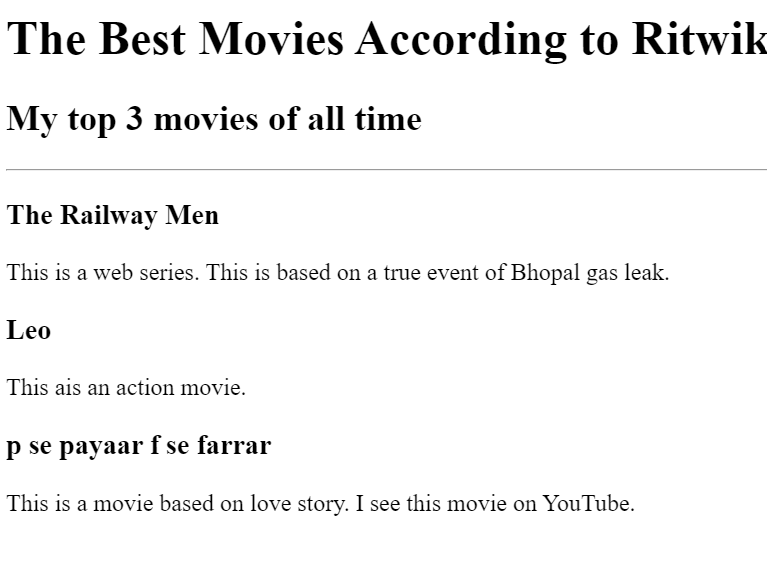 The Best Movies According to Ritwik
My top 3 movies of all time
The Railway Men
This is a web series. This is based on a true event of Bhopal gas leak.
Leo
This ais an action movie.
p se payaar f se farrar
This is a movie based on love story. I see this movie on YouTube.